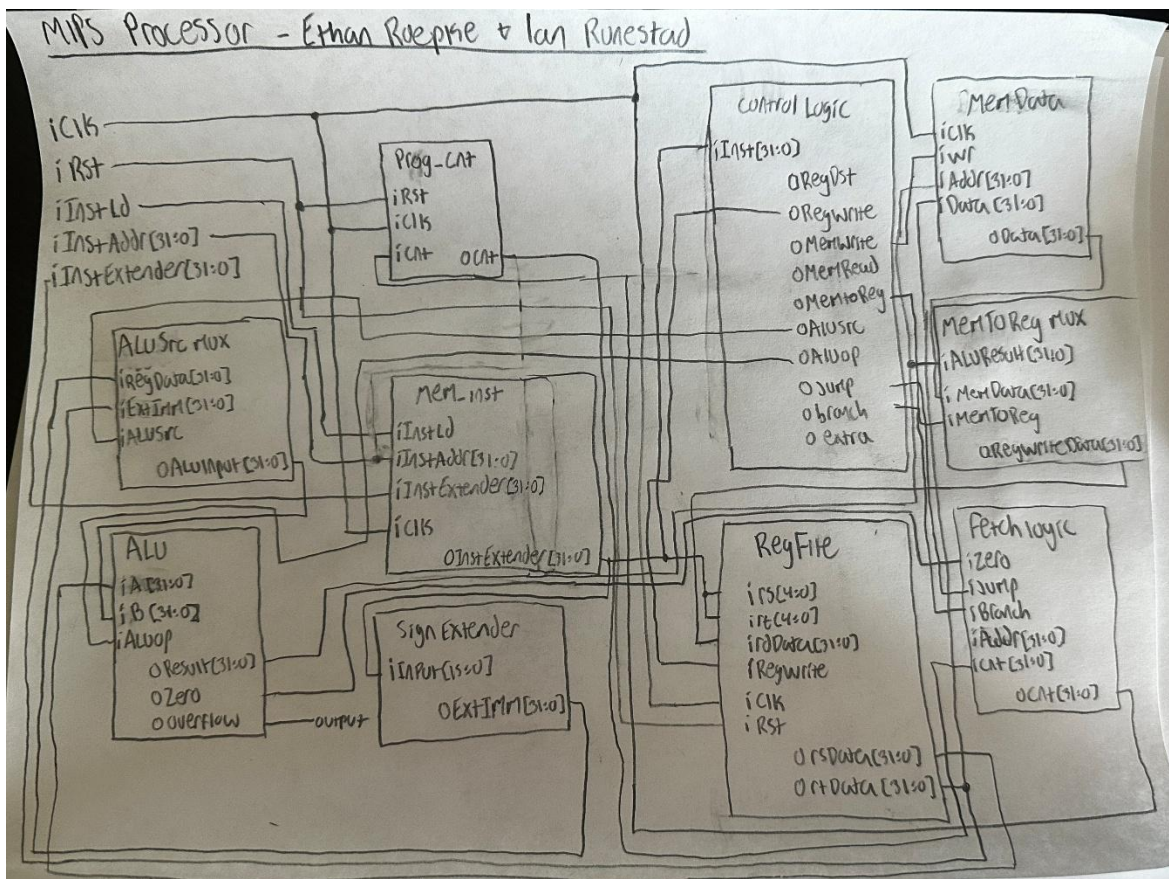 MIPS Processor - Ethan Roepke & Ian Runestad
iClk
iRst
iInstLd
iInstAddr[31:0]
iInstExtender[31:0]
Prog_Cnt
iRst
iClk
iCnt
oCnt
Control Logic
iInst[31:0]
oRegDst
oRegwrite
oMemwrite
oMemRead
oMemtoReg
oAluSrc
oAluop
oJump
obranch
oextra
MemData
iClk
iwr
iAddr[31:0]
iData[31:0]
oData[31:0]
ALUSrc mux
iRegData[31:0]
iExtImm[31:0]
iALUSrc
oALUInput[31:0]
Mem_inst
iInstLd
iInstAddr[31:0]
iInstExtender[31:0]
iClk
oInstExtender[31:0]
MemToReg mux
iALUResult[31:0]
iMemData[31:0]
iMemToReg
oRegwriteData[31:0]
ALU
iA[31:0]
iB[31:0]
iALUop
oResult[31:0]
oZero
ooverflow
output
Sign Extender
iInput[15:0]
oExtImm[31:0]
RegFile
irs[4:0]
irt[4:0]
irdData[31:0]
iRegwrite
iClk
iRst
orsData[31:0]
ortData[31:0]
Fetch logic
iZero
iJump
iBranch
iAddr[31:0]
iCnt[31:0]
oCnt[31:0]